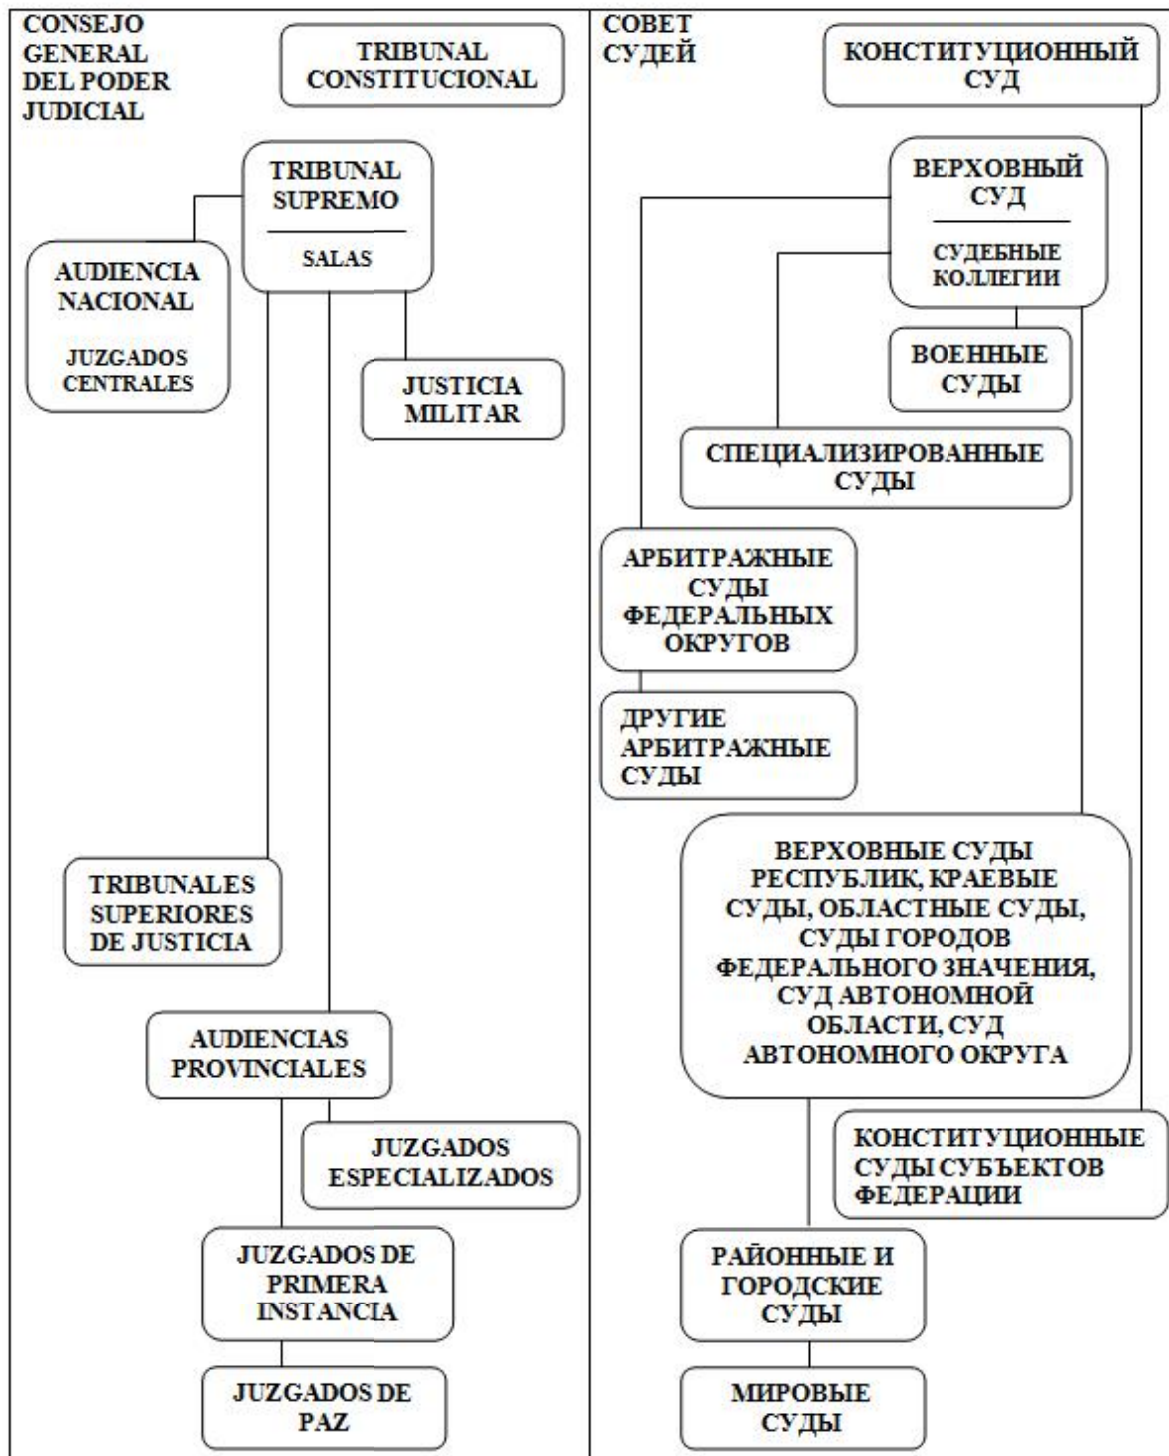 CONSEJO
GENERAL
DEL PODER
JUDICIAL
TRIBUNAL
CONSTITUCIONAL
TRIBUNAL
SUPREMO
SALAS
AUDIENCIA
NACIONAL
JUZGADOS
CENTRALES
JUSTICIA
MILITAR
TRIBUNALES
SUPERIORES
DE JUSTICIA
AUDIENCIAS
PROVINCIALES
JUZGADOS
ESPECIALIZADOS
JUZGADOS DE
PRIMERA
INSTANCIA
JUZGADOS DE
PAZ
СОВЕТ
СУДЕЙ
КОНСТИТУЦИОННЫЙ
СУД
ВЕРХОВНЫЙ
СУД
СУДЕБНЫЕ
КОЛЛЕГИИ
ВОЕННЫЕ
СУДЫ
СПЕЦИАЛИЗИРОВАННЫЕ
СУДЫ
АРБИТРАЖНЫЕ
СУДЫ
ФЕДЕРАЛЬНЫХ
ОКРУГОВ
ДРУГИЕ
АРБИТРАЖНЫЕ
СУДЫ
ВЕРХОВНЫЕ СУДЫ
РЕСПУБЛИК, КРАЕВЫЕ
СУДЫ, ОБЛАСТНЫЕ СУДЫ,
СУДЫ ГОРОДОВ
ФЕДЕРАЛЬНОГО ЗНАЧЕНИЯ,
СУД АВТОНОМНОЙ
ОБЛАСТИ, СУД
АВТОНОМНОГО ОКРУГА
КОНСТИТУЦИОННЫЕ
СУДЫ СУБЪЕКТОВ
ФЕДЕРАЦИИ
РАЙОННЫЕ И
ГОРОДСКИЕ
СУДЫ
МИРОВЫЕ
СУДЫ